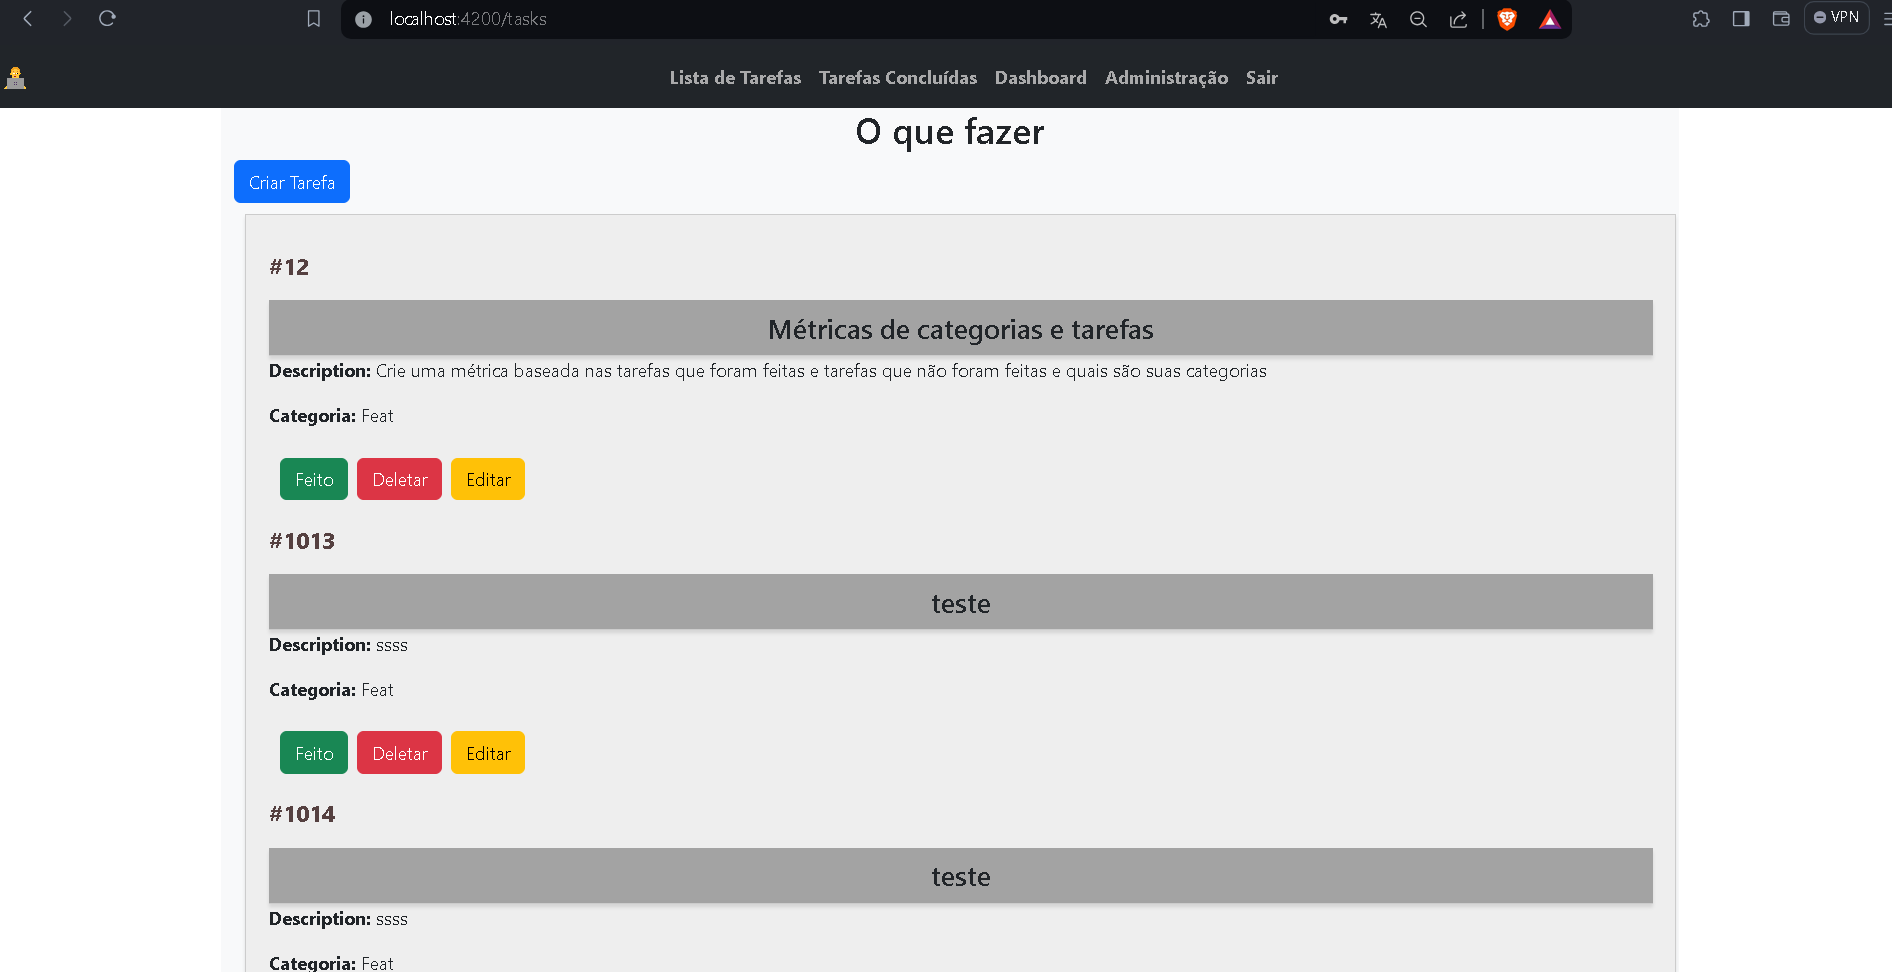 localhost:4200/tasks
VPN
Lista de Tarefas Tarefas Concluídas Dashboard Administração Sair
O que fazer
Criar Tarefa
#12
Métricas de categorias e tarefas
Description: Crie uma métrica baseada nas tarefas que foram feitas e tarefas que não foram feitas e quais são suas categorias
Categoria: Feat
Feito Deletar Editar
#1013
teste
Description: ssss
Categoria: Feat
Feito Deletar Editar
#1014
teste
Description: ssss
Categoria: Feat